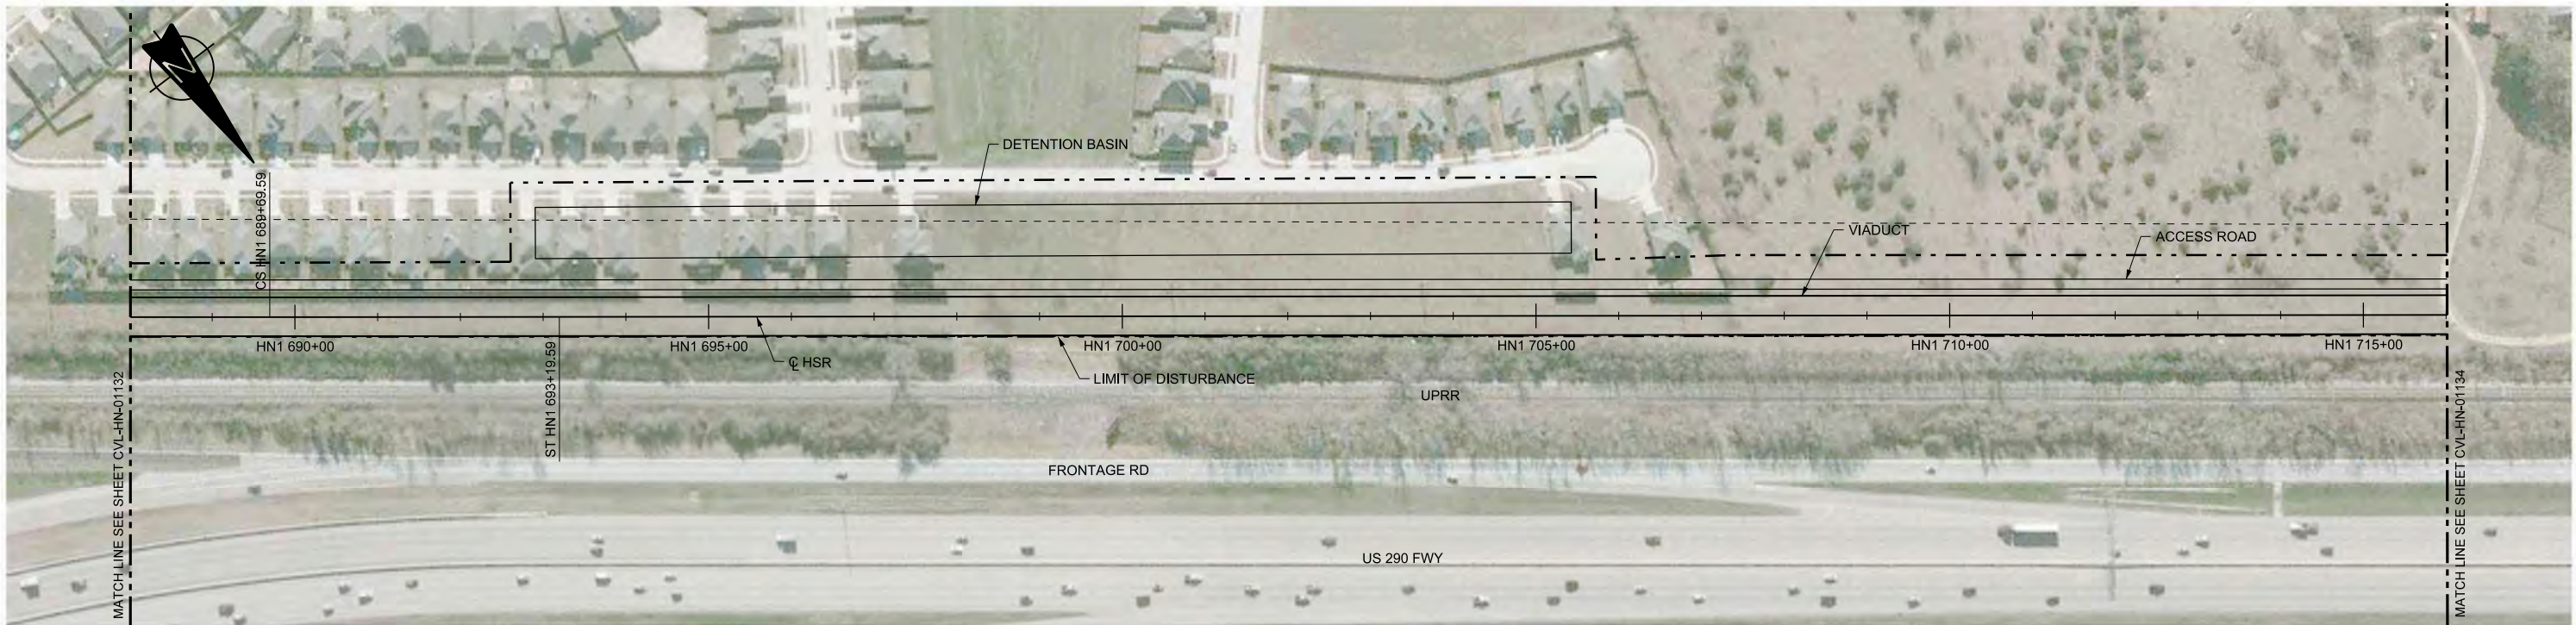 N
DETENTION BASIN
CS HN1 689+69.59
VIADUCT
ACCESS ROAD
HN1 690+00
HN1 695+00
HN1 700+00
HN1 705+00
HN1 710+00
HN1 715+00
℄ HSR
ST HN1 693+19.59
LIMIT OF DISTURBANCE
UPRR
FRONTAGE RD
US 290 FWY
MATCH LINE SEE SHEET CVL-HN-01132
MATCH LINE SEE SHEET CVL-HN-01134